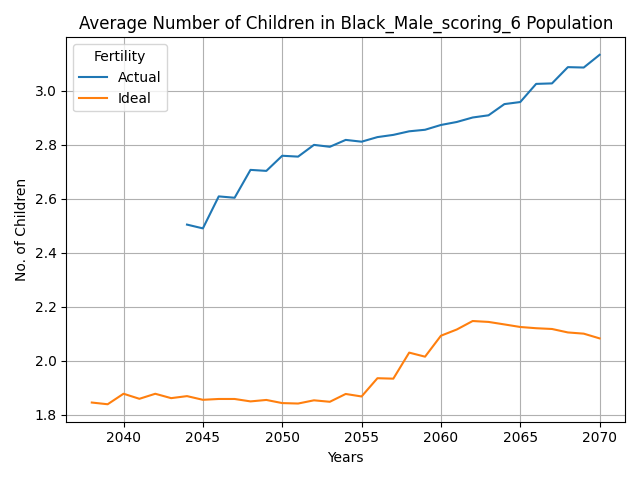 Average Number of Children in Black_Male_scoring_6 Population
Fertility
Actual
Ideal
No. of Children
3.0
2.8
2.6
2.4
2.2
2.0
1.8
2040 2045 2050 2055 2060 2065 2070
Years